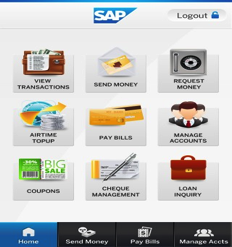 SAP
Logout
VIEW
TRANSACTIONS
SEND MONEY
REQUEST
MONEY
AIRTIME
TOPUP
PAY BILLS
MANAGE
ACCOUNTS
30%
BIG
SALE
COUPONS
CHEQUE
MANAGEMENT
LOAN
INQUIRY
Home
Send Money
Pay Bills
Manage Accts